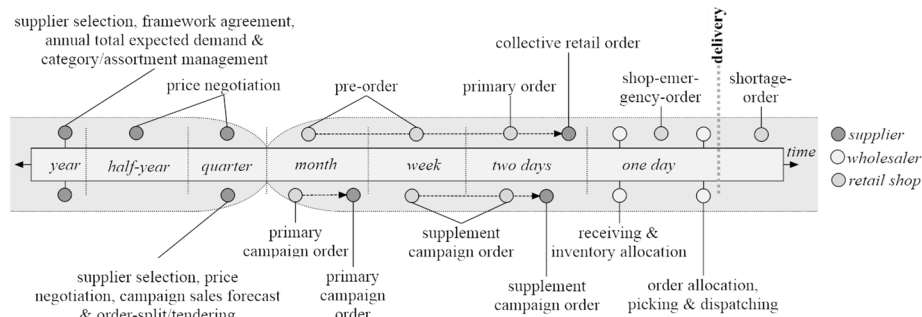 supplier selection, framework agreement,
annual total expected demand &
category/assortment management
price negotiation
pre-order
primary order
collective retail order
shop-emer-
gency-order
delivery
shortage-
order
year
half-year
quarter
month
week
two days
one day
time
supplier
wholesaler
retail shop
primary
campaign order
supplement
campaign order
receiving &
inventory allocation
supplier selection, price
negotiation, campaign sales forecast
& order-split/tendering
primary
campaign
order
supplement
campaign order
order allocation,
picking & dispatching